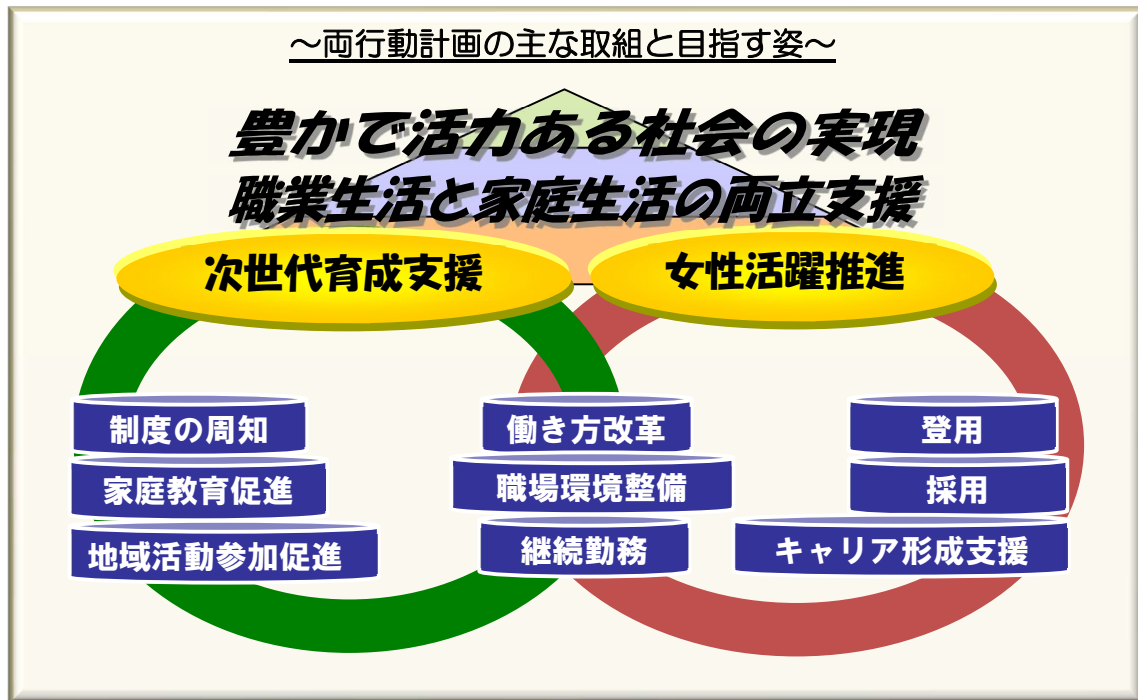 ～両行動計画の主な取組と目指す姿～
豊かで活力ある社会の実現
職業生活と家庭生活の両立支援
次世代育成支援
女性活躍推進
制度の周知
家庭教育促進
地域活動参加促進
働き方改革
職場環境整備
継続勤務
登用
採用
キャリア形成支援